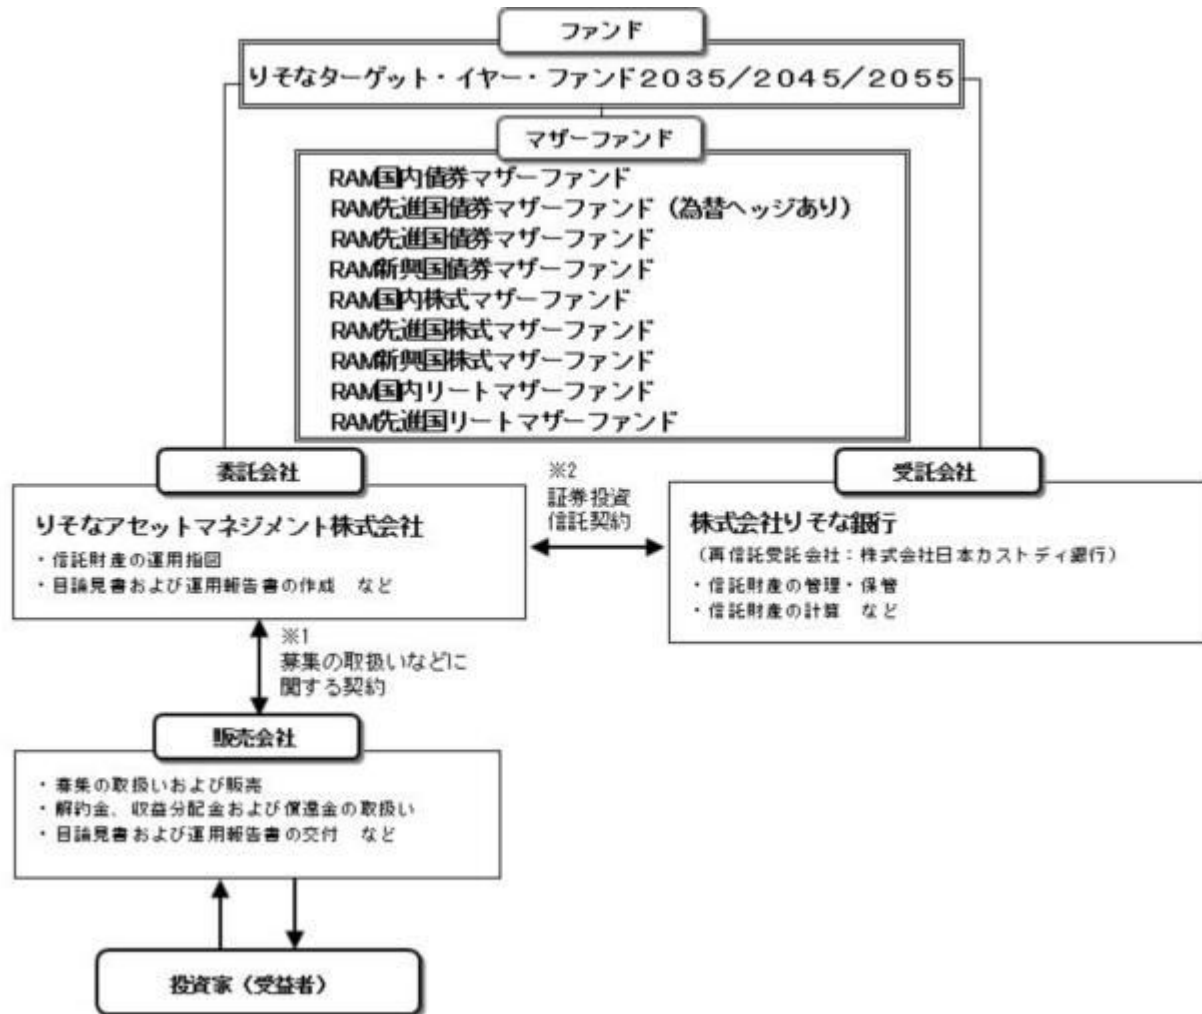 ファンド
りそなターゲット・イヤー・ファンド2035／2045／2055
マザーファンド
RAM国内債券マザーファンド
RAM先進国債券マザーファンド（為替ヘッジあり）
RAM先進国債券マザーファンド
RAM新興国債券マザーファンド
RAM国内株式マザーファンド
RAM先進国株式マザーファンド
RAM新興国株式マザーファンド
RAM国内リートマザーファンド
RAM先進国リートマザーファンド
委託会社
りそなアセットマネジメント株式会社
・信託財産の運用指図
・目論見書および運用報告書の作成　など
※2
証券投資
信託契約
受託会社
株式会社りそな銀行
（再信託受託会社：株式会社日本カストディ銀行）
・信託財産の管理・保管
・信託財産の計算　など
※1
募集の取扱いなどに
関する契約
販売会社
・募集の取扱いおよび販売
・解約金、収益分配金および償還金の取扱い
・目論見書および運用報告書の交付　など
投資家（受益者）